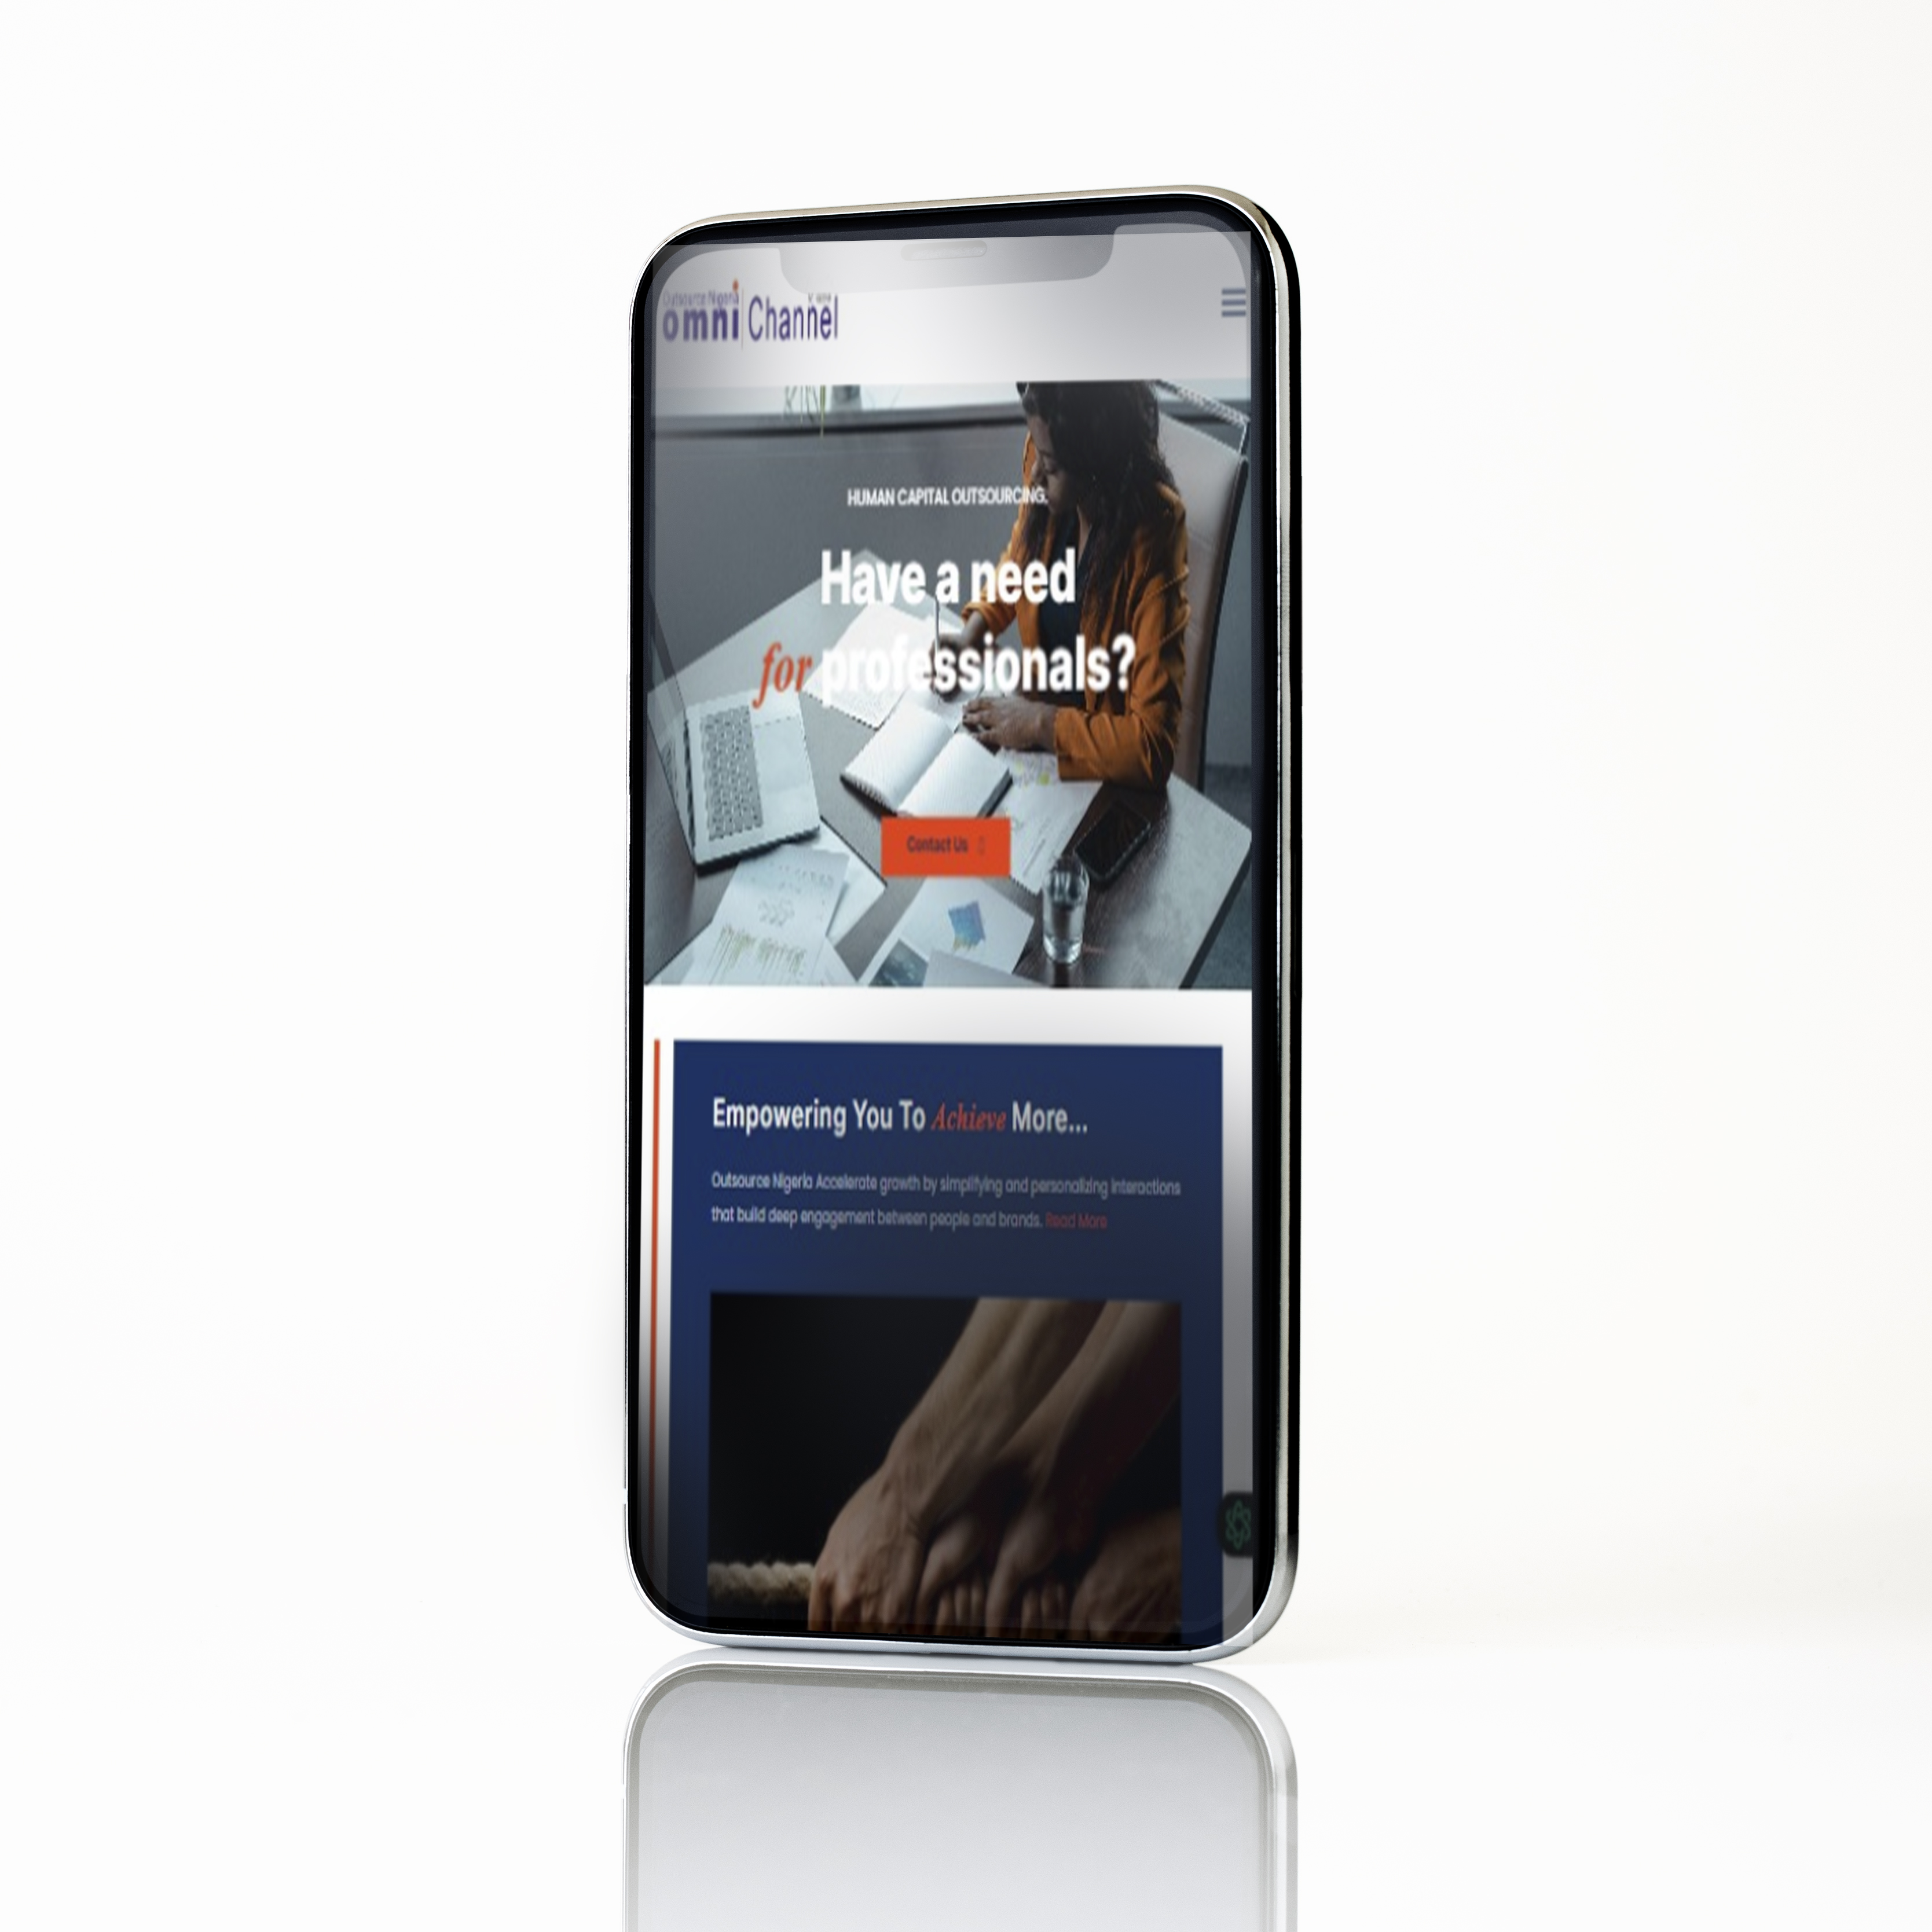 Outsource Nigeria
omni Channel
HUMAN CAPITAL OUTSOURCING.
Have a need
for professionals?
Contact Us
Empowering You To Achieve More...
Outsource Nigeria Accelerate growth by simplifying and personalizing interactions
that build deep engagement between people and brands. Read More